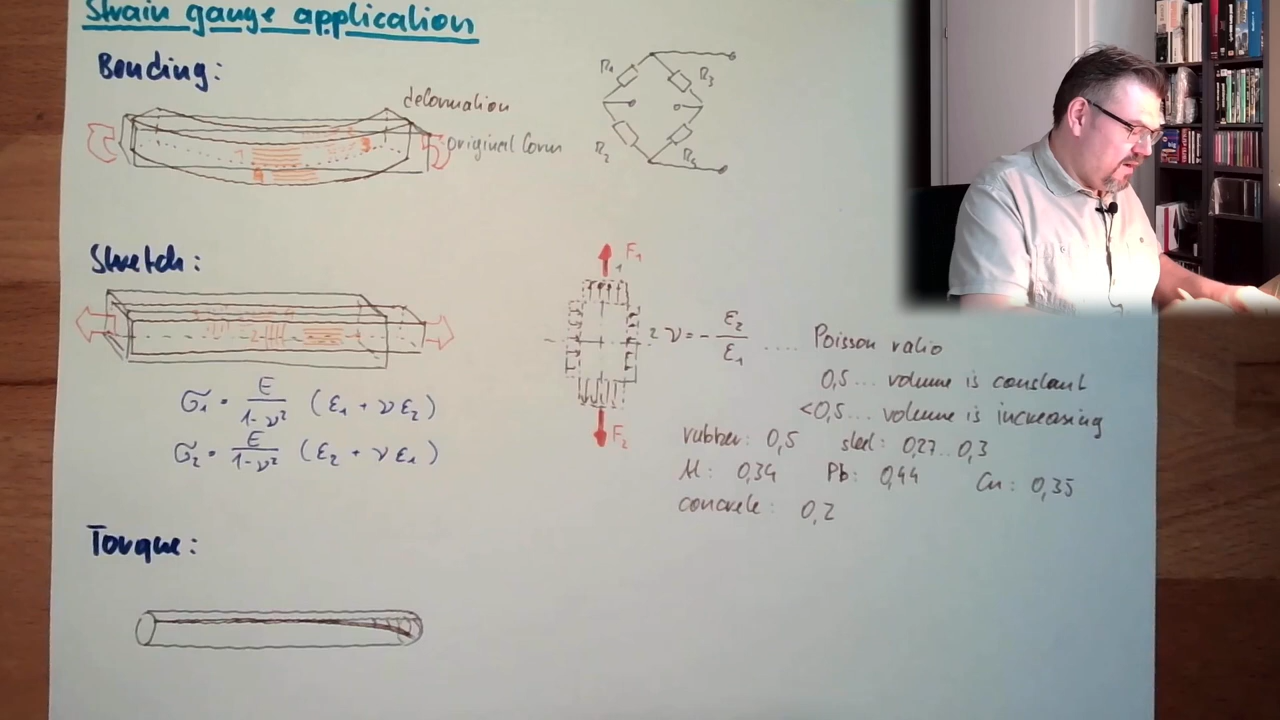 Strain gauge application
Bending:
deformation
original form
R1
R3
R2
R4
Stretch:
F1
1
2 ν = - ε2 / ε1 .... Poisson ratio
0,5 ... volume is constant
<0,5 ... volume is increasing
σ1 = E / 1-ν² (ε1 + ν ε2)
σ2 = E / 1-ν² (ε2 + ν ε1)
F2
rubber: 0,5 steel: 0,27..0,3
Al: 0,34 Pb: 0,44 Cu: 0,35
concrete: 0,2
Torque: